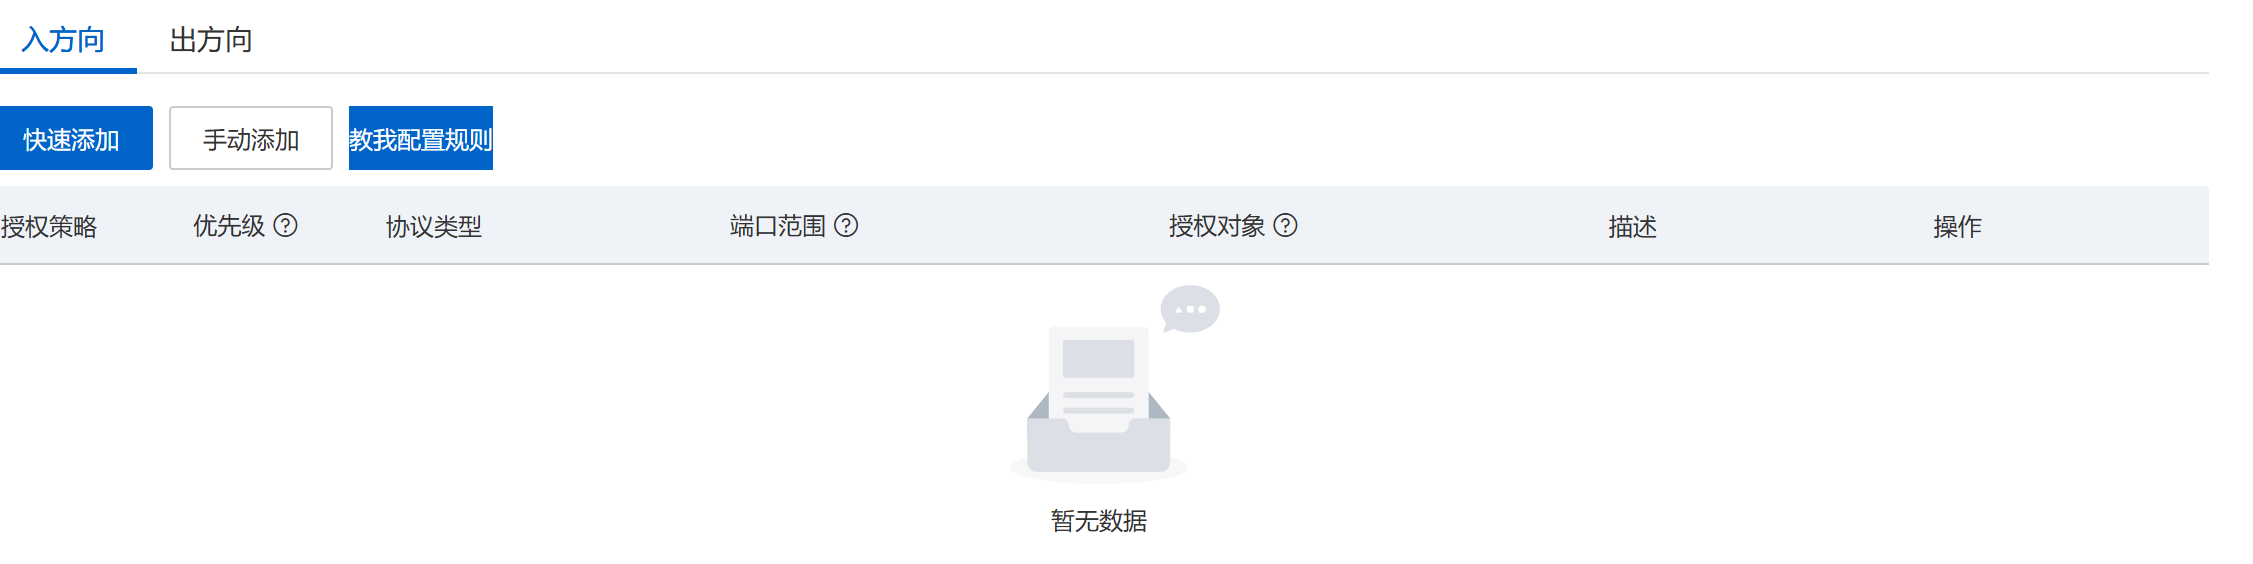 入方向 出方向
快速添加 手动添加 教我配置规则
授权策略 优先级 协议类型 端口范围 授权对象 描述 操作
暂无数据